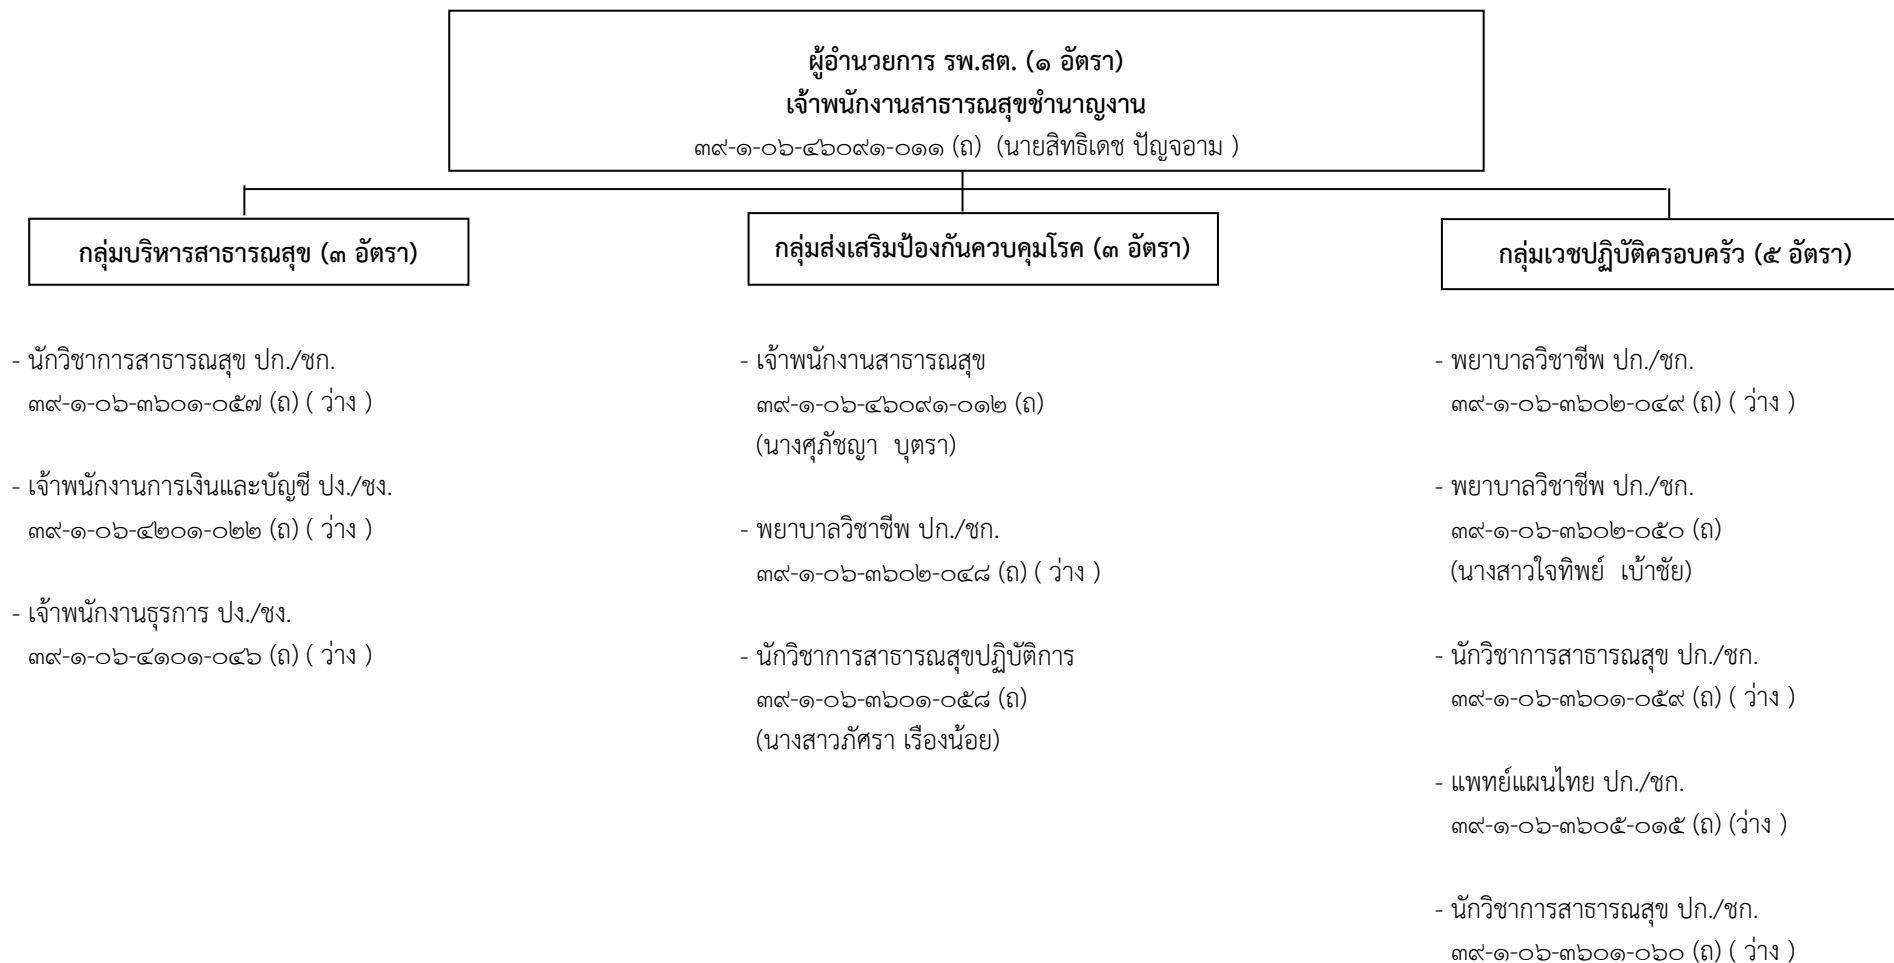 ผู้อำนวยการ รพ.สต. (๑ อัตรา)
เจ้าพนักงานสาธารณสุขชำนาญงาน
๓๙-๑-๐๖-๔๖๐๙๑-๐๑๑ (ถ)  (นายสิทธิเดช ปัญจอาม )
กลุ่มบริหารสาธารณสุข (๓ อัตรา)
- นักวิชาการสาธารณสุข ปก./ชก.
๓๙-๑-๐๖-๓๖๐๑-๐๕๗ (ถ) ( ว่าง )
- เจ้าพนักงานการเงินและบัญชี ปง./ชง.
๓๙-๑-๐๖-๔๒๐๑-๐๒๒ (ถ) ( ว่าง )
- เจ้าพนักงานธุรการ ปง./ชง.
๓๙-๑-๐๖-๔๑๐๑-๐๔๖ (ถ) ( ว่าง )
กลุ่มส่งเสริมป้องกันควบคุมโรค (๓ อัตรา)
- เจ้าพนักงานสาธารณสุข
๓๙-๑-๐๖-๔๖๐๙๑-๐๑๒ (ถ)
(นางศุภัชญา  บุตรา)
- พยาบาลวิชาชีพ ปก./ชก.
๓๙-๑-๐๖-๓๖๐๒-๐๔๘ (ถ) ( ว่าง )
- นักวิชาการสาธารณสุขปฏิบัติการ
๓๙-๑-๐๖-๓๖๐๑-๐๕๘ (ถ)
(นางสาวภัศรา เรืองน้อย)
กลุ่มเวชปฏิบัติครอบครัว (๕ อัตรา)
- พยาบาลวิชาชีพ ปก./ชก.
๓๙-๑-๐๖-๓๖๐๒-๐๔๙ (ถ) ( ว่าง )
- พยาบาลวิชาชีพ ปก./ชก.
๓๙-๑-๐๖-๓๖๐๒-๐๕๐ (ถ)
(นางสาวใจทิพย์  เบ้าชัย)
- นักวิชาการสาธารณสุข ปก./ชก.
๓๙-๑-๐๖-๓๖๐๑-๐๕๙ (ถ) ( ว่าง )
- แพทย์แผนไทย ปก./ชก.
๓๙-๑-๐๖-๓๖๐๕-๐๑๕ (ถ) (ว่าง )
- นักวิชาการสาธารณสุข ปก./ชก.
๓๙-๑-๐๖-๓๖๐๑-๐๖๐ (ถ) ( ว่าง )